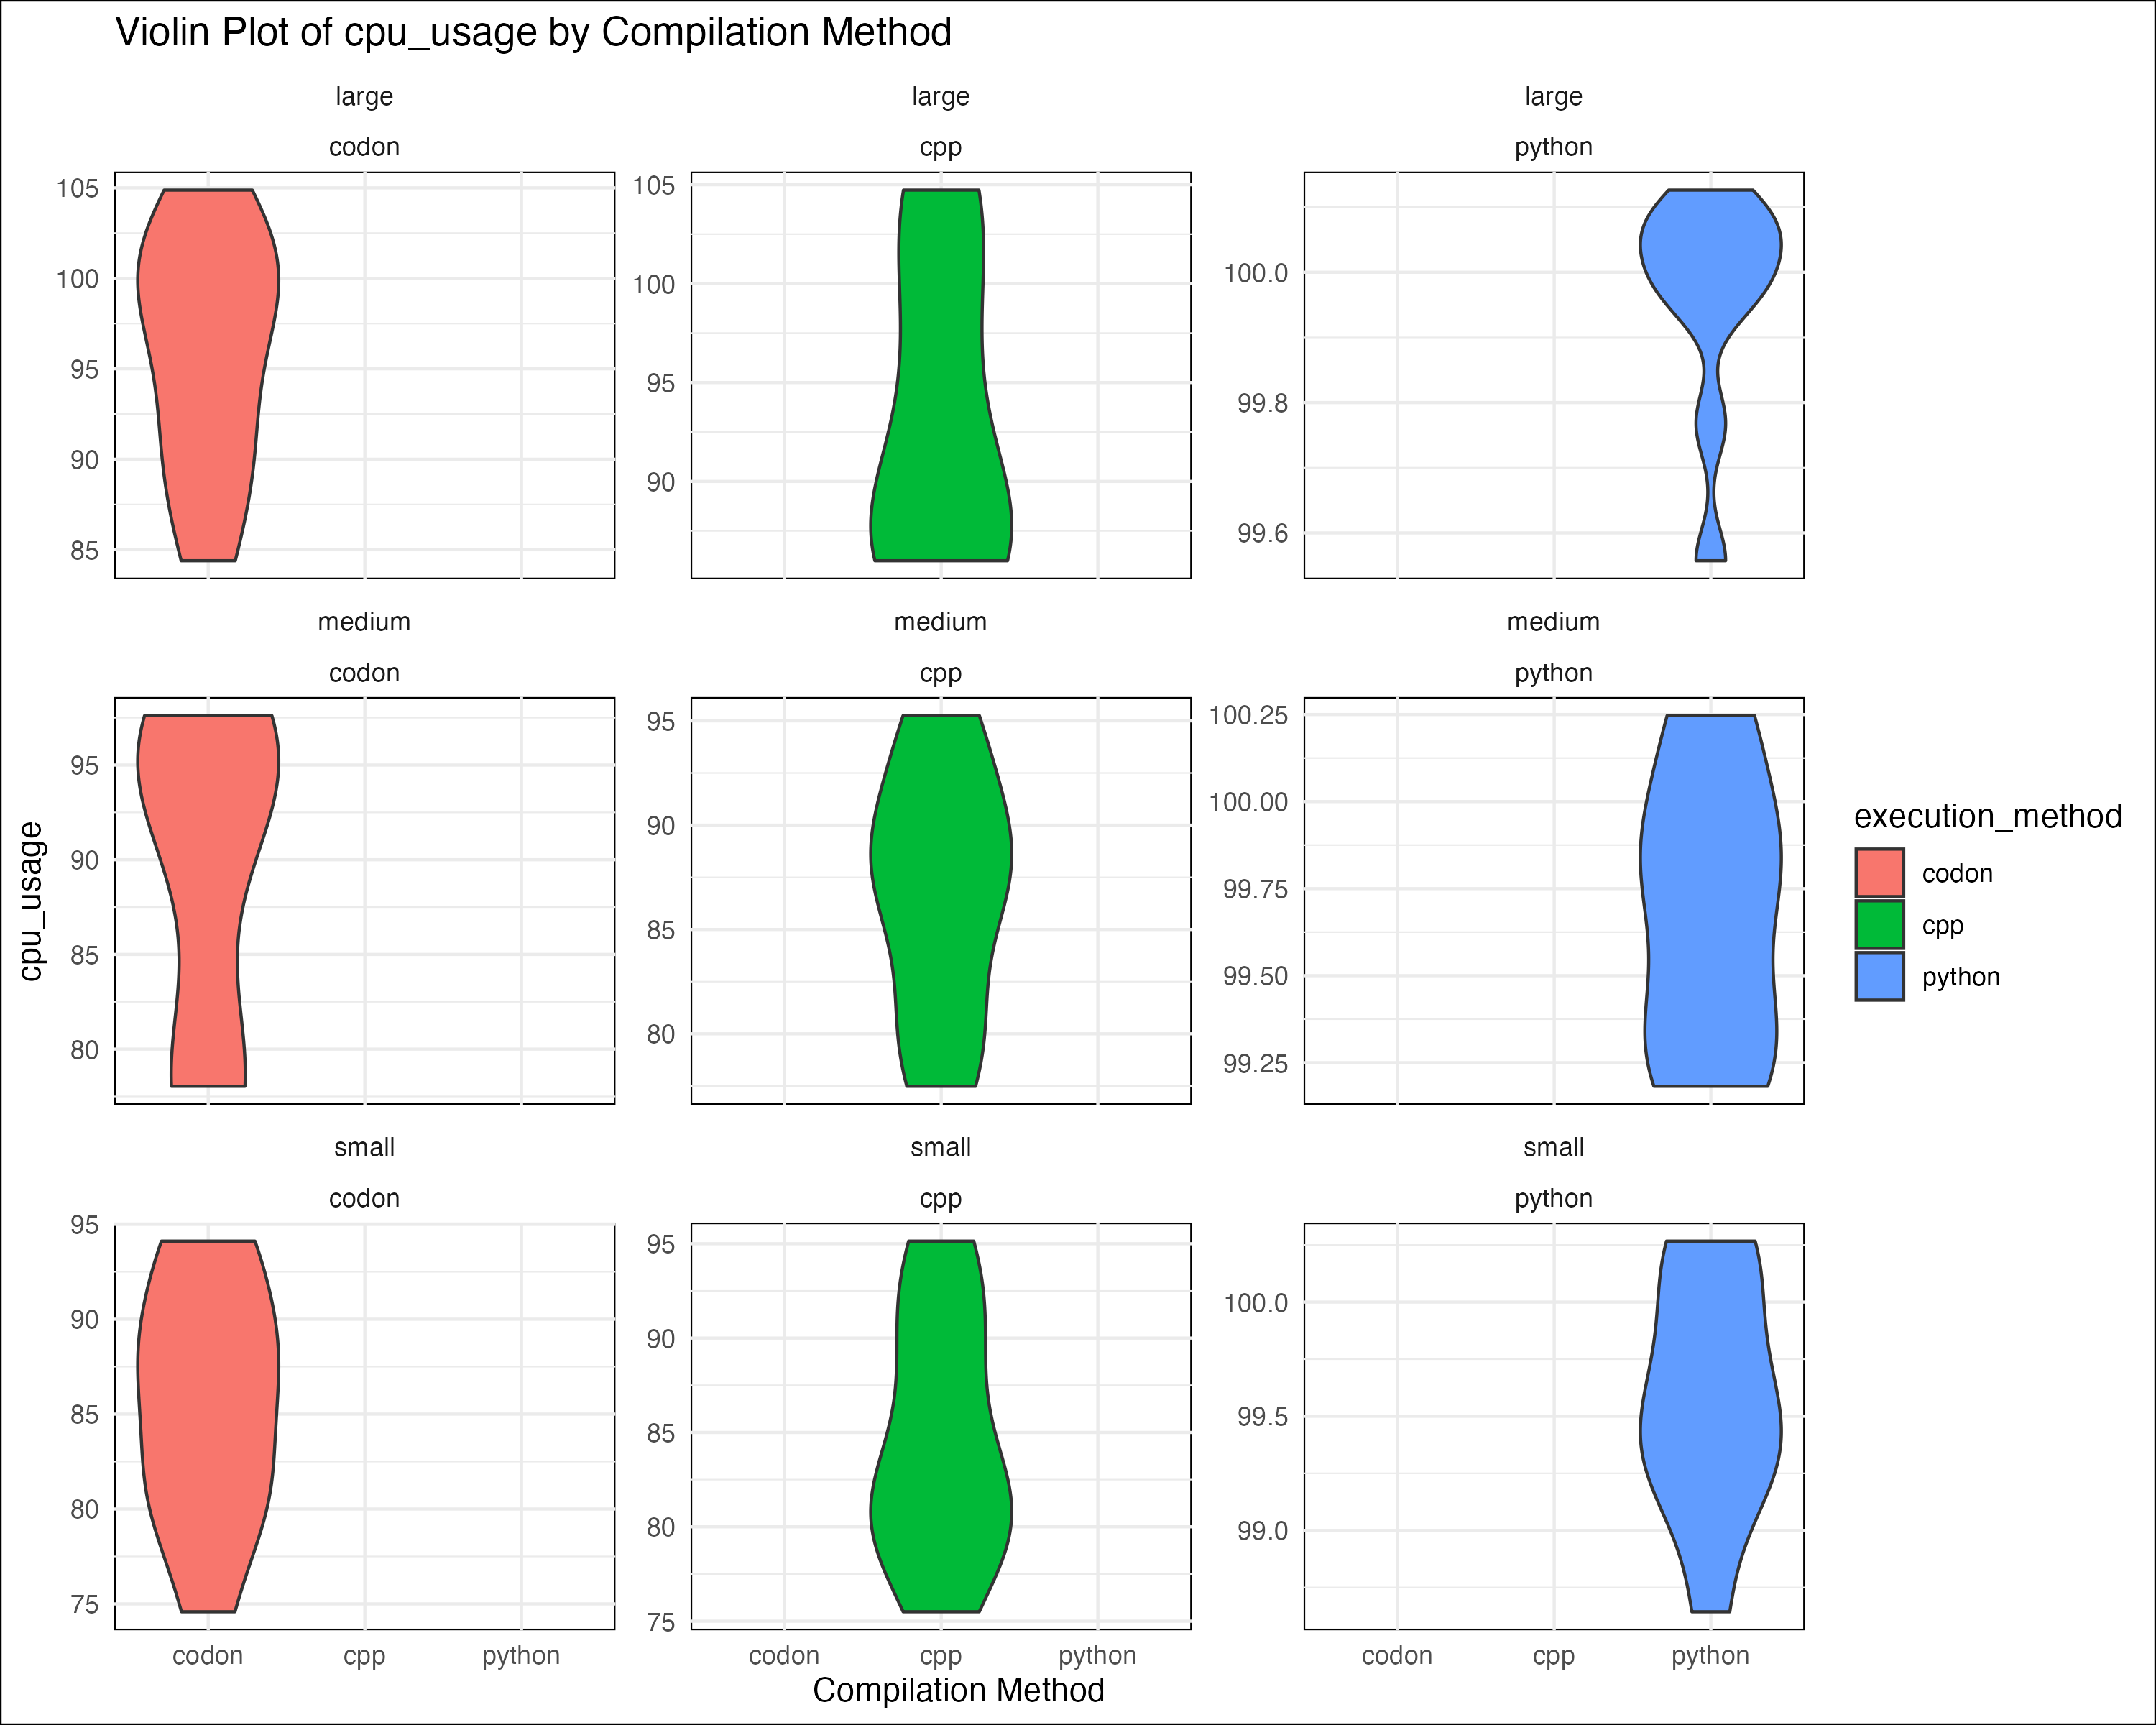 Violin Plot of cpu_usage by Compilation Method
large
codon
large
cpp
large
python
105
100
95
90
85
105
100
95
90
100.0
99.8
99.6
medium
codon
medium
cpp
medium
python
95
90
85
80
95
90
85
80
100.25
100.00
99.75
99.50
99.25
small
codon
small
cpp
small
python
95
90
85
80
75
95
90
85
80
75
100.0
99.5
99.0
codon cpp python
codon cpp python
codon cpp python
Compilation Method
cpu_usage
execution_method
codon
cpp
python